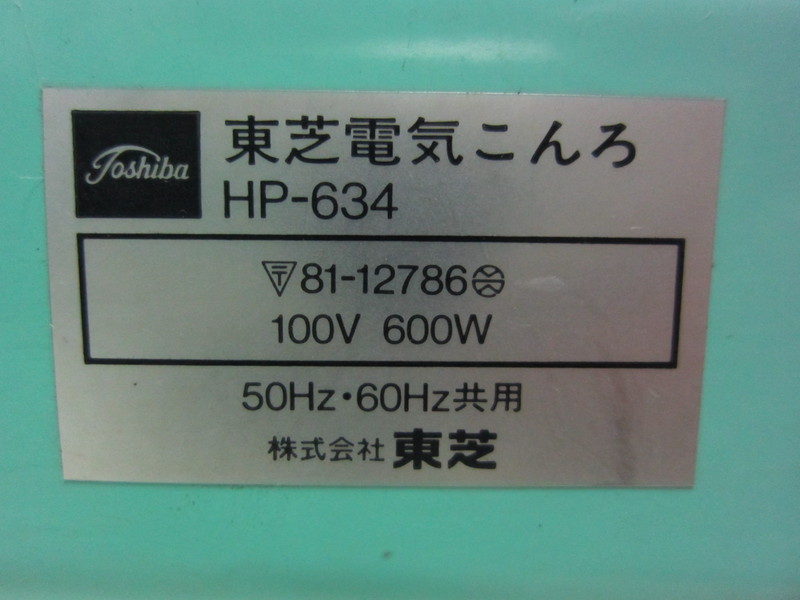 Toshiba
東芝電気こんろ
HP-634
〒81-12786
100V 600W
50Hz・60Hz共用
株式会社 東芝